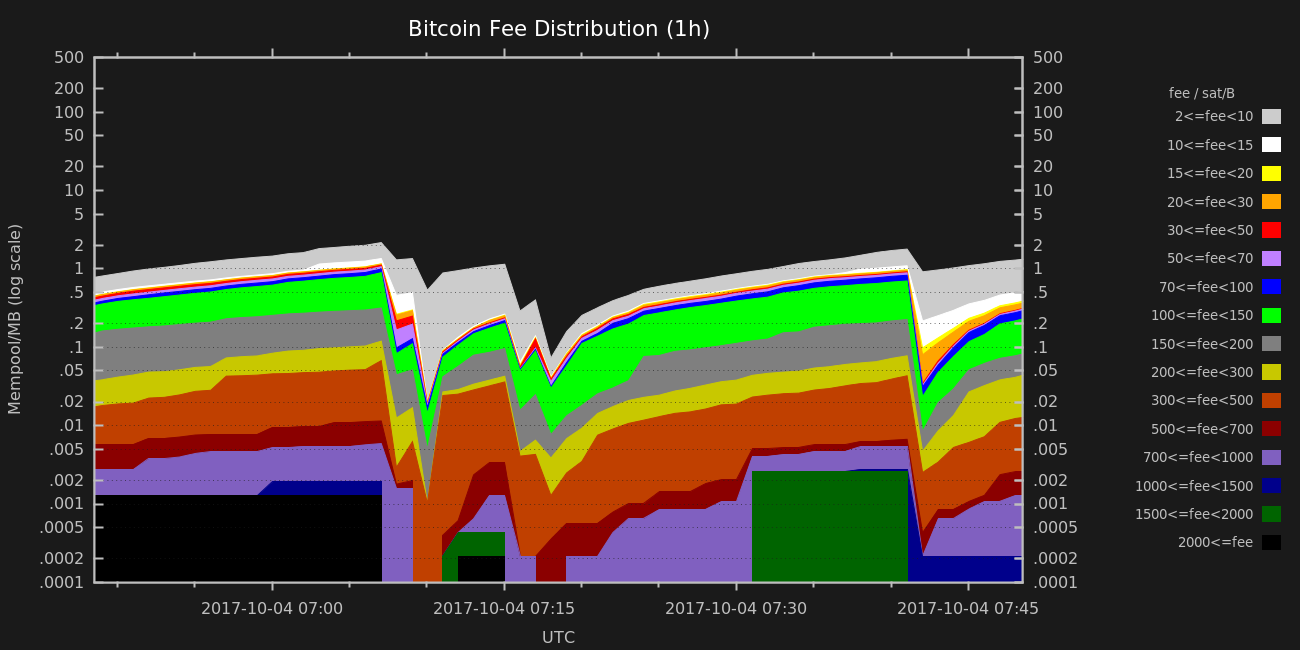 Bitcoin Fee Distribution (1h)
Mempool/MB (log scale)
500
200
100
50
20
10
5
2
1
.5
.2
.1
.05
.02
.01
.005
.002
.001
.0005
.0002
.0001
500
200
100
50
20
10
5
2
1
.5
.2
.1
.05
.02
.01
.005
.002
.001
.0005
.0002
.0001
2017-10-04 07:00
2017-10-04 07:15
2017-10-04 07:30
2017-10-04 07:45
UTC
fee / sat/B
2<=fee<10
10<=fee<15
15<=fee<20
20<=fee<30
30<=fee<50
50<=fee<70
70<=fee<100
100<=fee<150
150<=fee<200
200<=fee<300
300<=fee<500
500<=fee<700
700<=fee<1000
1000<=fee<1500
1500<=fee<2000
2000<=fee